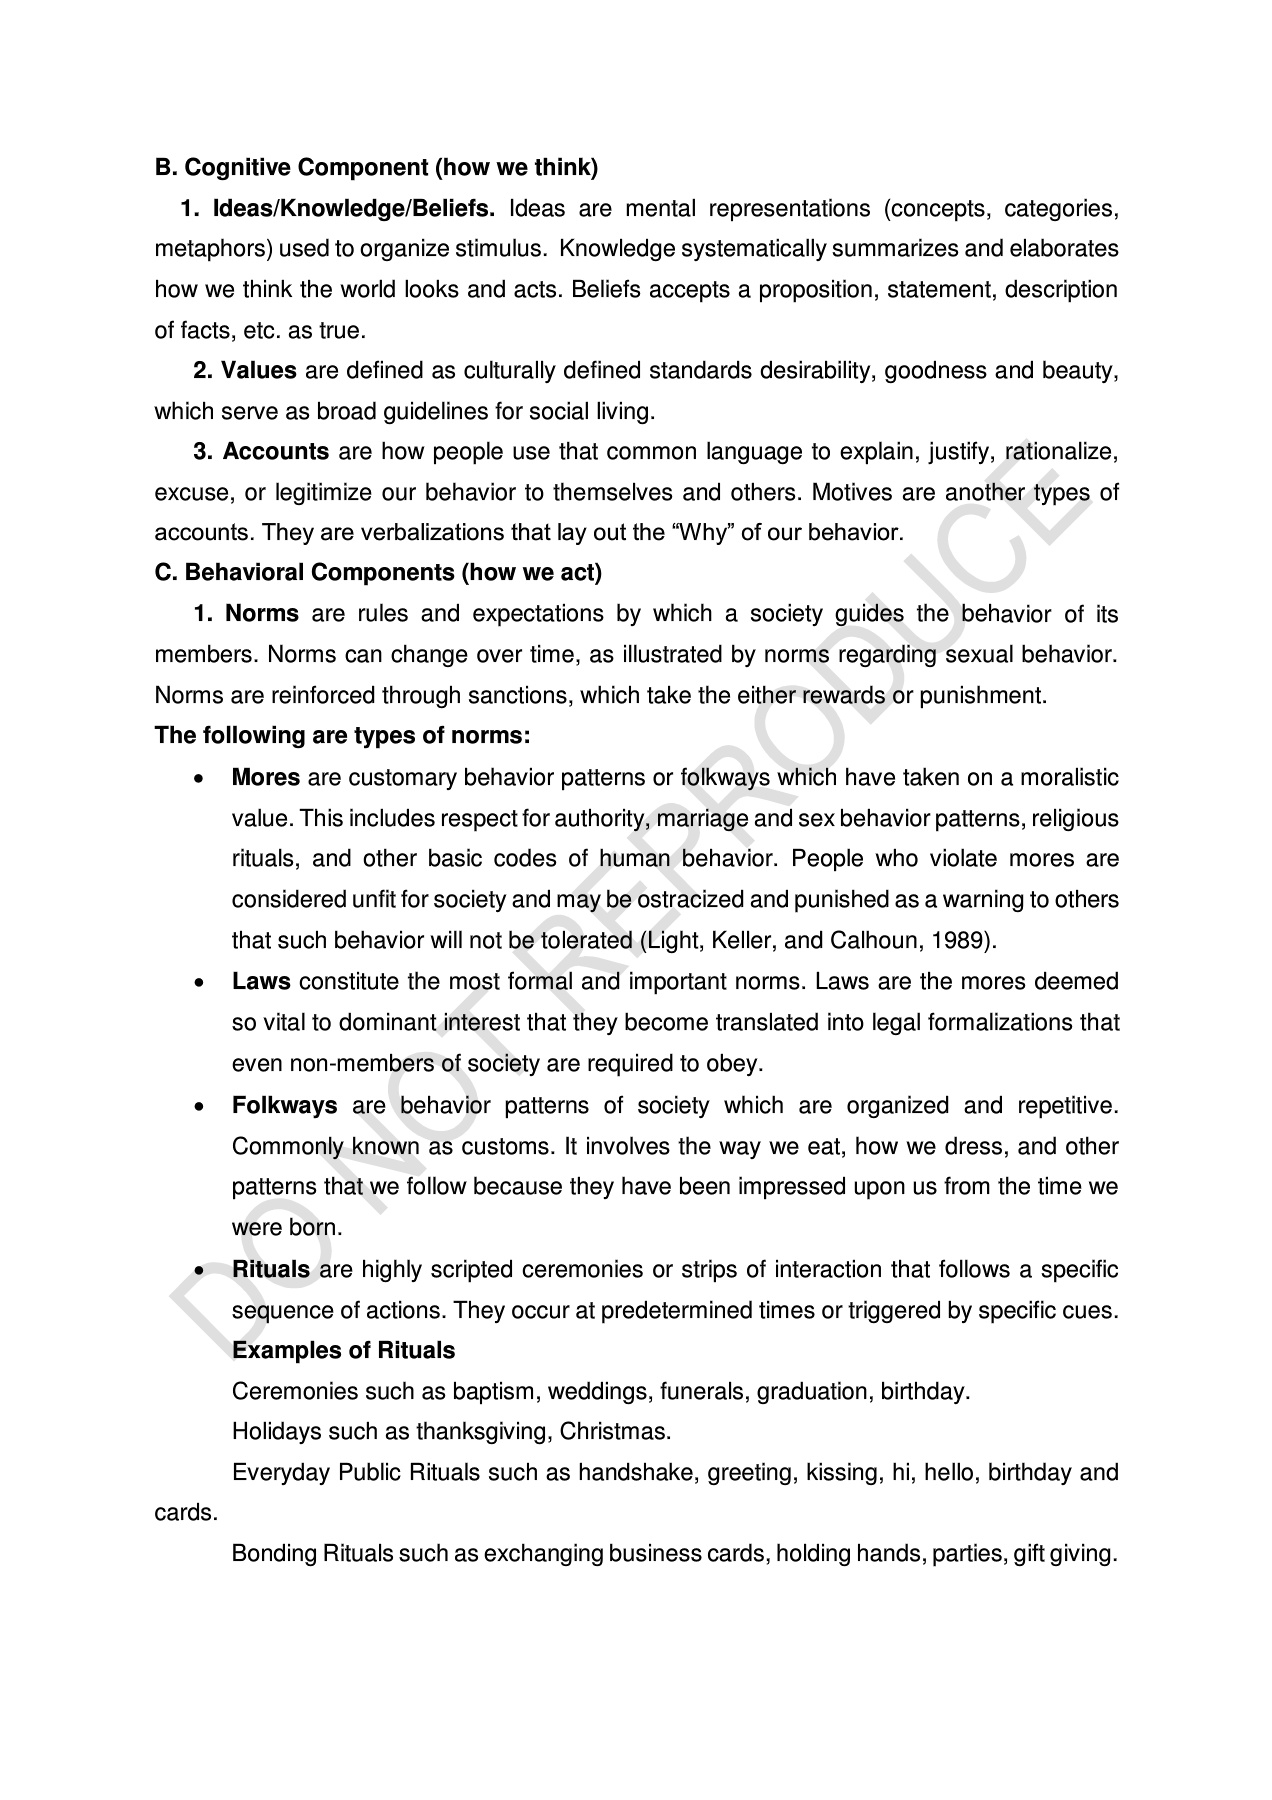 B. Cognitive Component (how we think)
1. Ideas/Knowledge/Beliefs. Ideas are mental representations (concepts, categories,
metaphors) used to organize stimulus. Knowledge systematically summarizes and elaborates
how we think the world looks and acts. Beliefs accepts a proposition, statement, description
of facts, etc. as true.
2. Values are defined as culturally defined standards desirability, goodness and beauty,
which serve as broad guidelines for social living.
3. Accounts are how people use that common language to explain, justify, rationalize,
excuse, or legitimize our behavior to themselves and others. Motives are another types of
accounts. They are verbalizations that lay out the “Why” of our behavior.
C. Behavioral Components (how we act)
1. Norms are rules and expectations by which a society guides the behavior of its
members. Norms can change over time, as illustrated by norms regarding sexual behavior.
Norms are reinforced through sanctions, which take the either rewards or punishment.
The following are types of norms:
• Mores are customary behavior patterns or folkways which have taken on a moralistic
value. This includes respect for authority, marriage and sex behavior patterns, religious
rituals, and other basic codes of human behavior. People who violate mores are
considered unfit for society and may be ostracized and punished as a warning to others
that such behavior will not be tolerated (Light, Keller, and Calhoun, 1989).
• Laws constitute the most formal and important norms. Laws are the mores deemed
so vital to dominant interest that they become translated into legal formalizations that
even non-members of society are required to obey.
• Folkways are behavior patterns of society which are organized and repetitive.
Commonly known as customs. It involves the way we eat, how we dress, and other
patterns that we follow because they have been impressed upon us from the time we
were born.
• Rituals are highly scripted ceremonies or strips of interaction that follows a specific
sequence of actions. They occur at predetermined times or triggered by specific cues.
Examples of Rituals
Ceremonies such as baptism, weddings, funerals, graduation, birthday.
Holidays such as thanksgiving, Christmas.
Everyday Public Rituals such as handshake, greeting, kissing, hi, hello, birthday and
cards.
Bonding Rituals such as exchanging business cards, holding hands, parties, gift giving.
DO NOT REPRODUCE